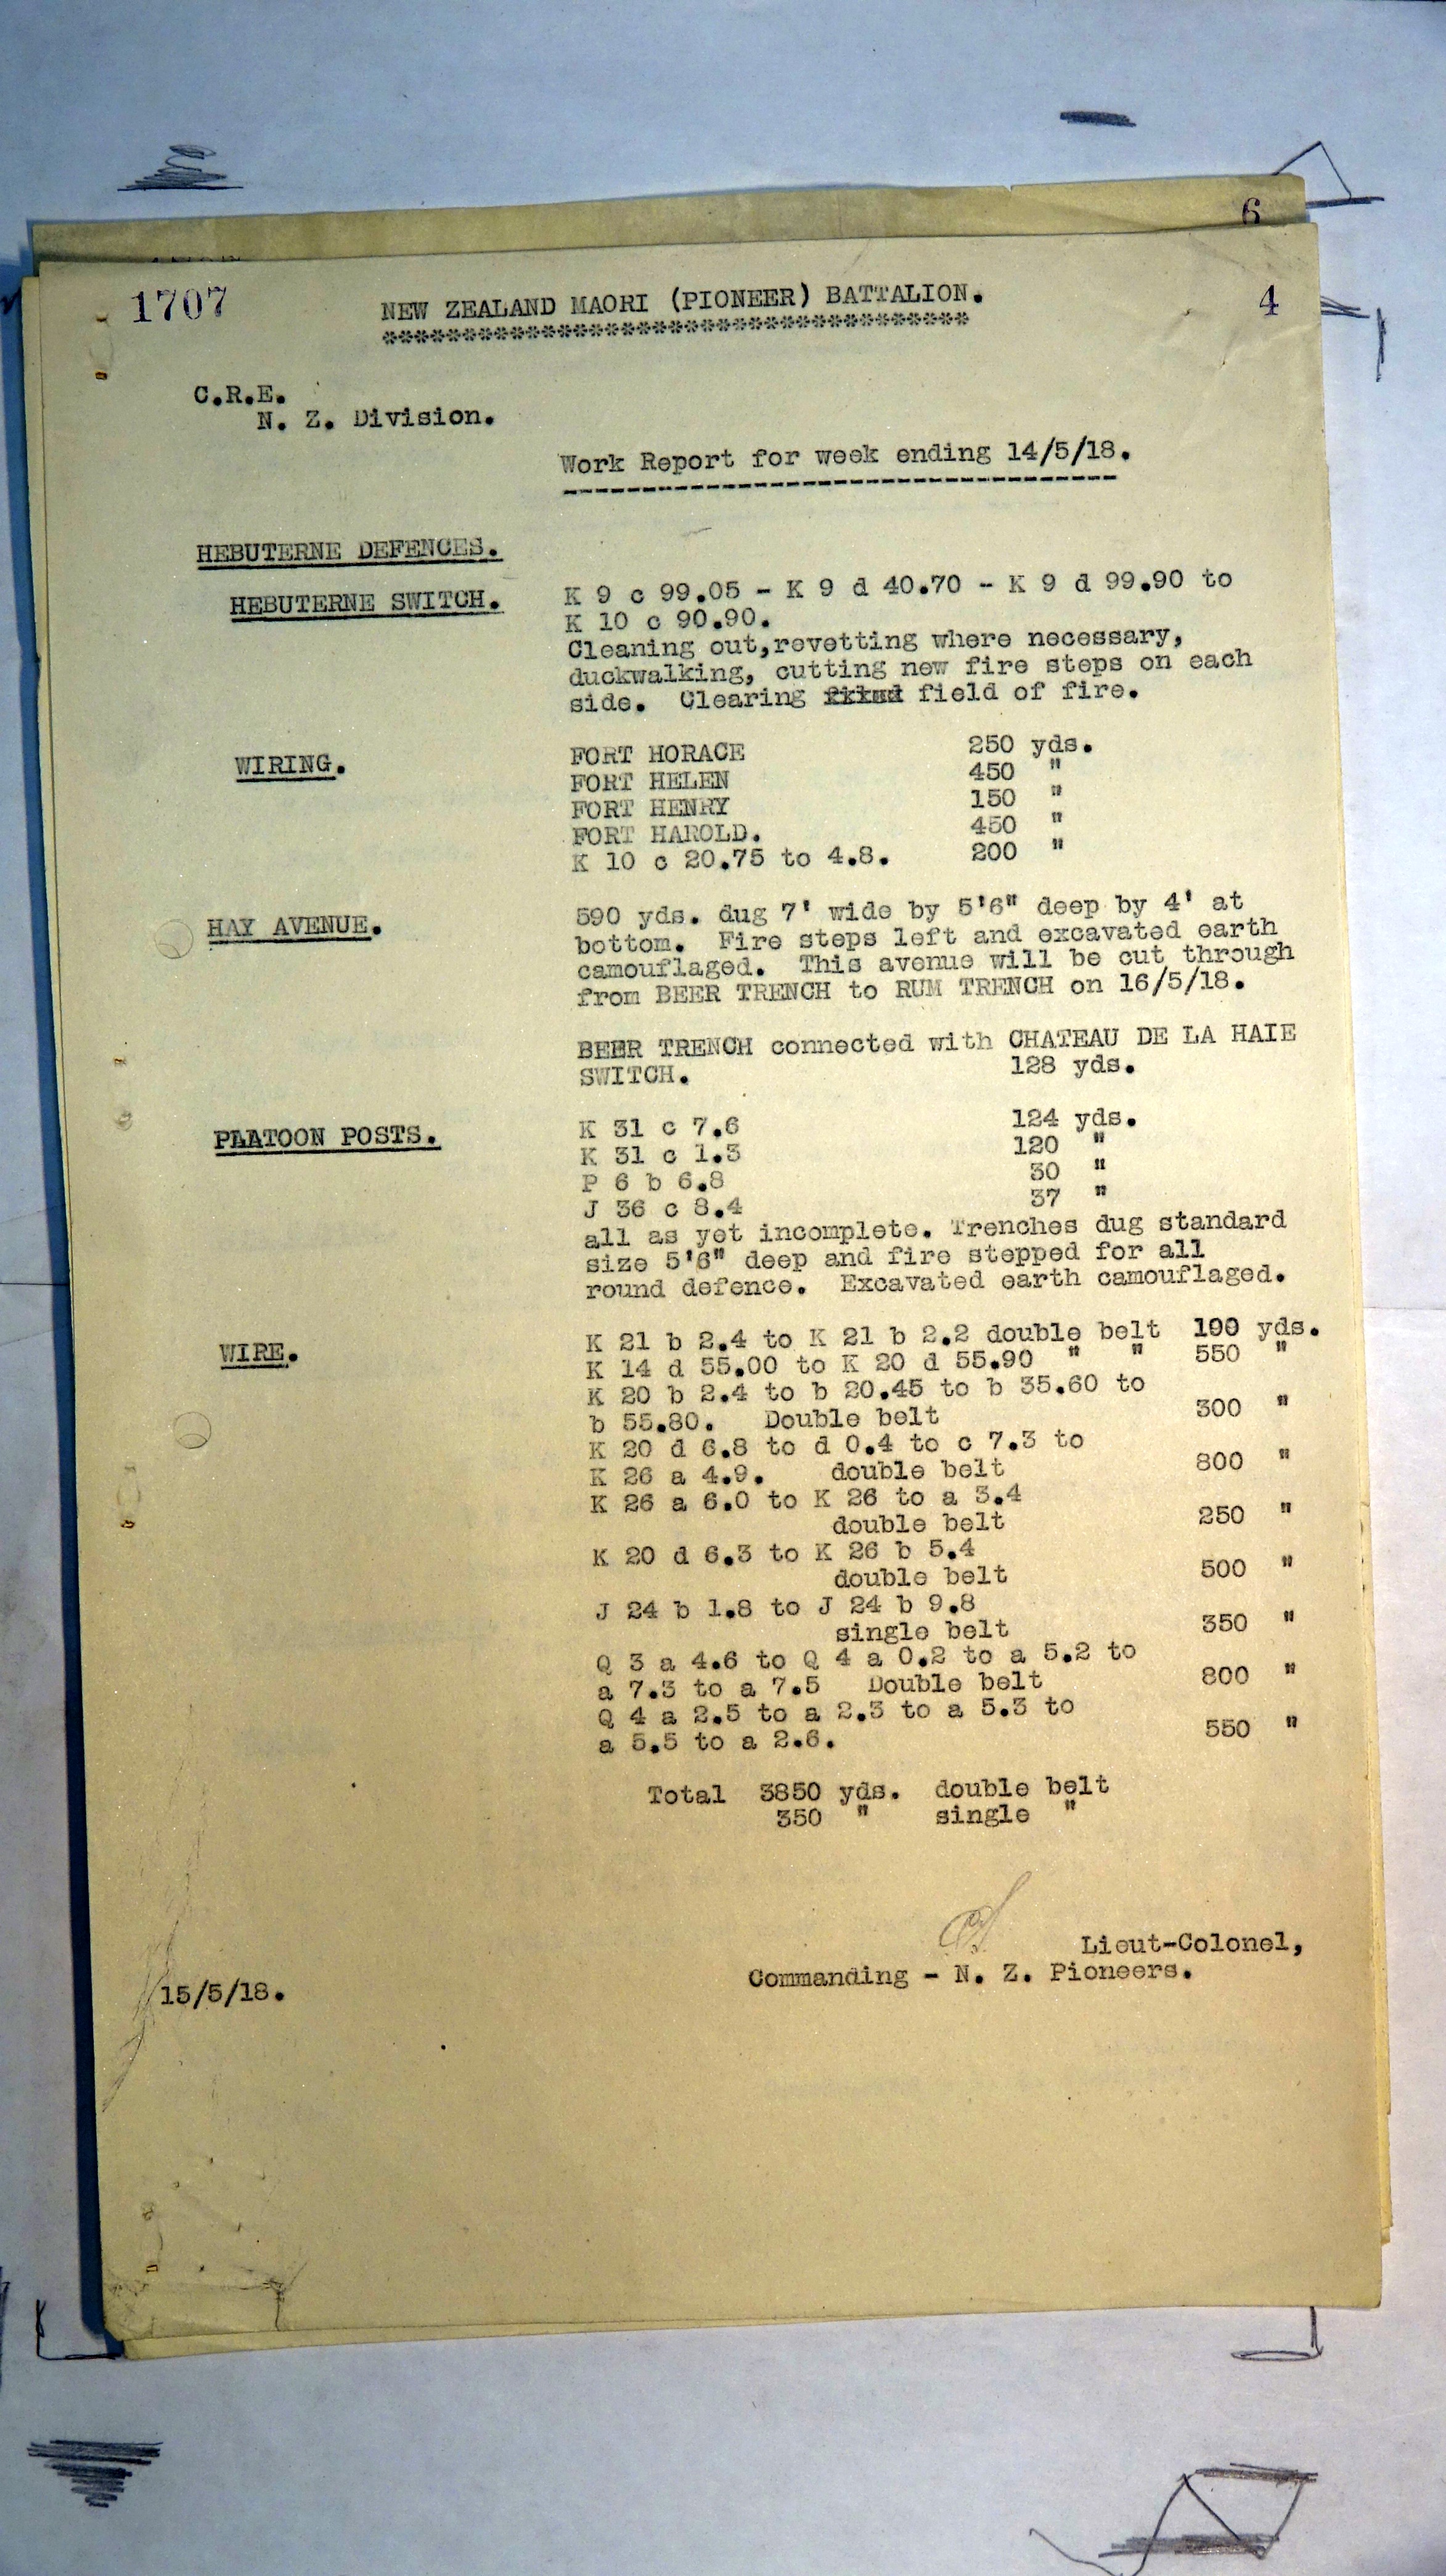 6
1707
NEW ZEALAND MAORI (PIONEER) BATTALION.
4
*************************************
C.R.E.
N. Z. Division.
Work Report for week ending 14/5/18.
-----------------------------------
HEBUTERNE DEFENCES.
HEBUTERNE SWITCH. K 9 c 99.05 - K 9 d 40.70 - K 9 d 99.90 to
K 10 c 90.90.
Cleaning out,revetting where necessary,
duckwalking, cutting new fire steps on each
side. Clearing field of fire.
WIRING. FORT HORACE 250 yds.
FORT HELEN 450 "
FORT HENRY 150 "
FORT HAROLD. 450 "
K 10 c 20.75 to 4.8. 200 "
HAY AVENUE. 590 yds. dug 7' wide by 5'6" deep by 4' at
bottom. Fire steps left and excavated earth
camouflaged. This avenue will be cut through
from BEER TRENCH to RUM TRENCH on 16/5/18.
BEER TRENCH connected with CHATEAU DE LA HAIE
SWITCH. 128 yds.
PAATOON POSTS. K 31 c 7.6 124 yds.
K 31 c 1.3 120 "
P 6 b 6.8 30 "
J 36 c 8.4 37 "
all as yet incomplete. Trenches dug standard
size 5'6" deep and fire stepped for all
round defence. Excavated earth camouflaged.
WIRE. K 21 b 2.4 to K 21 b 2.2 double belt 100 yds.
K 14 d 55.00 to K 20 d 55.90 " " 550 "
K 20 b 2.4 to b 20.45 to b 35.60 to
b 55.80. Double belt 300 "
K 20 d 6.8 to d 0.4 to c 7.3 to
K 26 a 4.9. double belt 800 "
K 26 a 6.0 to K 26 to a 3.4
double belt 250 "
K 20 d 6.3 to K 26 b 5.4
double belt 500 "
J 24 b 1.8 to J 24 b 9.8
single belt 350 "
Q 3 a 4.6 to Q 4 a 0.2 to a 5.2 to
a 7.3 to a 7.5 Double belt 800 "
Q 4 a 2.5 to a 2.3 to a 5.3 to
a 5.5 to a 2.6. 550 "
Total 3850 yds. double belt
350 " single "
Lieut-Colonel,
Commanding - N. Z. Pioneers.
15/5/18.